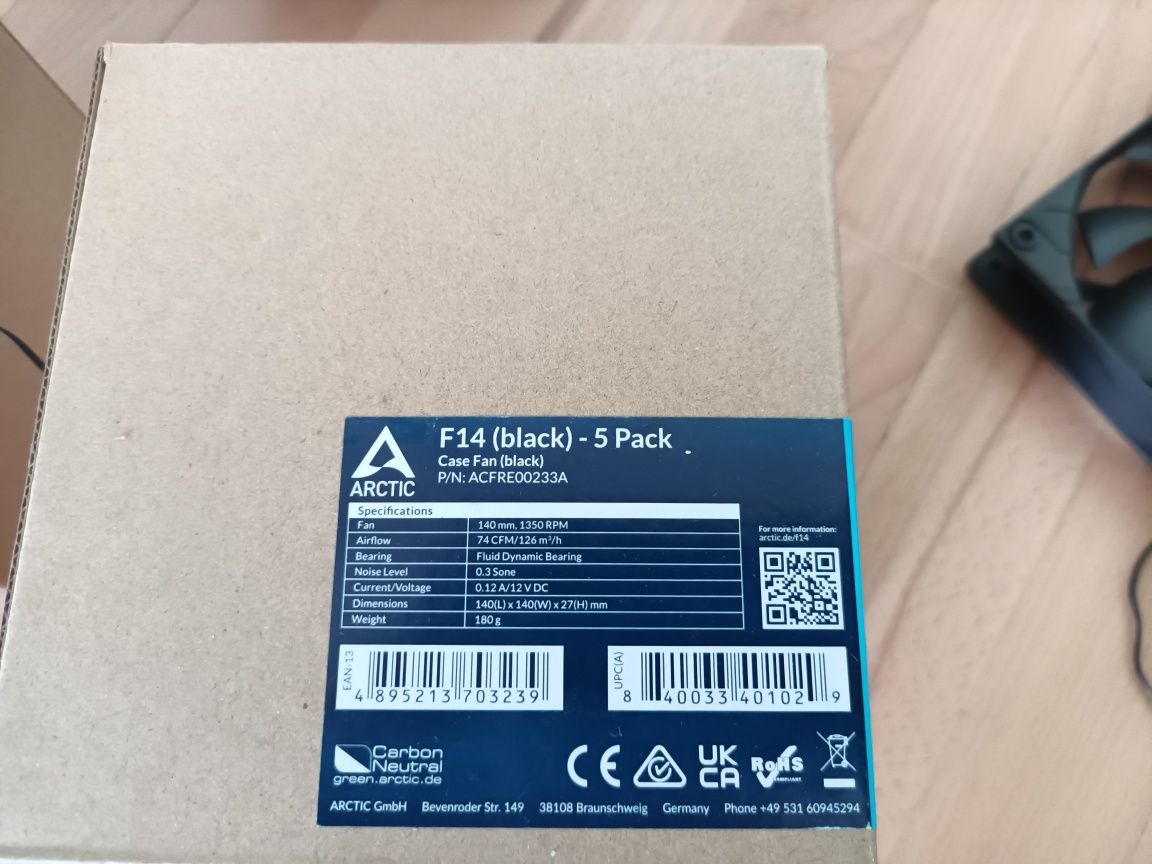 F14 (black) - 5 Pack
Case Fan (black)
P/N: ACFRE00233A
ARCTIC
Specifications
Fan 140 mm, 1350 RPM
Airflow 74 CFM/126 m³/h
Bearing Fluid Dynamic Bearing
Noise Level 0.3 Sone
Current/Voltage 0.12 A/12 V DC
Dimensions 140(L) x 140(W) x 27(H) mm
Weight 180 g
For more information:
arctic.de/f14
EAN-13
4 895213 703239
UPC(A)
8 40033 40102 9
Carbon
Neutral
green.arctic.de
CE
UK
CA
RoHS
COMPLIANT
ARCTIC GmbH Bevenroder Str. 149 38108 Braunschweig Germany Phone +49 531 60945294